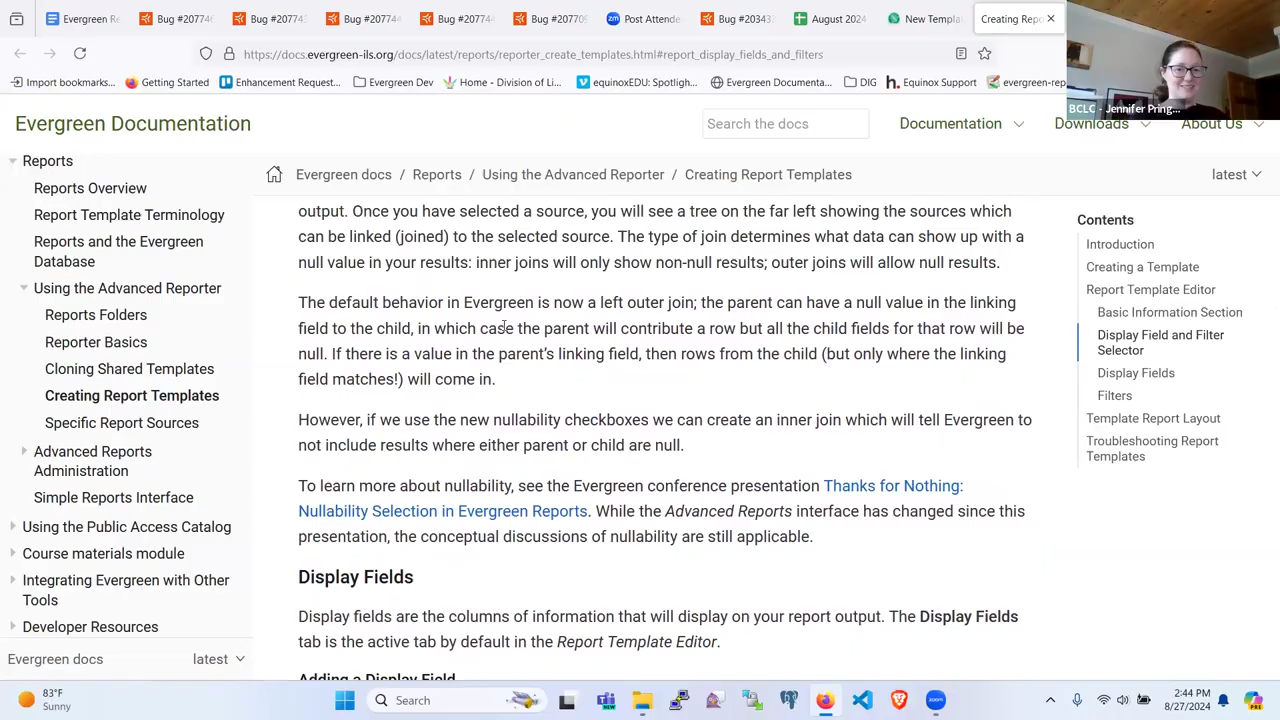 Evergreen Re
Bug #20774
Bug #20774
Bug #20774
Bug #20774
Bug #20770
Post Attende
Bug #20343
August 2024
New Templa
Creating Repo
https://docs.evergreen-ils.org/docs/latest/reports/reporter_create_templates.html#report_display_fields_and_filters
Import bookmarks...
Getting Started
Enhancement Request...
Evergreen Dev
Home - Division of Li...
equinoxEDU: Spotlig...
Evergreen Documenta...
DIG
Equinox Support
evergreen-rep
BCLC - Jennifer Pring...
Evergreen Documentation
Search the docs
Documentation
Downloads
About Us
Reports
Reports Overview
Report Template Terminology
Reports and the Evergreen
Database
Using the Advanced Reporter
Reports Folders
Reporter Basics
Cloning Shared Templates
Creating Report Templates
Specific Report Sources
Advanced Reports
Administration
Simple Reports Interface
Using the Public Access Catalog
Course materials module
Integrating Evergreen with Other
Tools
Developer Resources
Evergreen docs
latest
Evergreen docs / Reports / Using the Advanced Reporter / Creating Report Templates
latest
output. Once you have selected a source, you will see a tree on the far left showing the sources which
can be linked (joined) to the selected source. The type of join determines what data can show up with a
null value in your results: inner joins will only show non-null results; outer joins will allow null results.
The default behavior in Evergreen is now a left outer join; the parent can have a null value in the linking
field to the child, in which case the parent will contribute a row but all the child fields for that row will be
null. If there is a value in the parent’s linking field, then rows from the child (but only where the linking
field matches!) will come in.
However, if we use the new nullability checkboxes we can create an inner join which will tell Evergreen to
not include results where either parent or child are null.
To learn more about nullability, see the Evergreen conference presentation Thanks for Nothing:
Nullability Selection in Evergreen Reports. While the Advanced Reports interface has changed since this
presentation, the conceptual discussions of nullability are still applicable.
Display Fields
Display fields are the columns of information that will display on your report output. The Display Fields
tab is the active tab by default in the Report Template Editor.
Adding a Display Field
Contents
Introduction
Creating a Template
Report Template Editor
Basic Information Section
Display Field and Filter
Selector
Display Fields
Filters
Template Report Layout
Troubleshooting Report
Templates
83°F
Sunny
Search
2:44 PM
8/27/2024